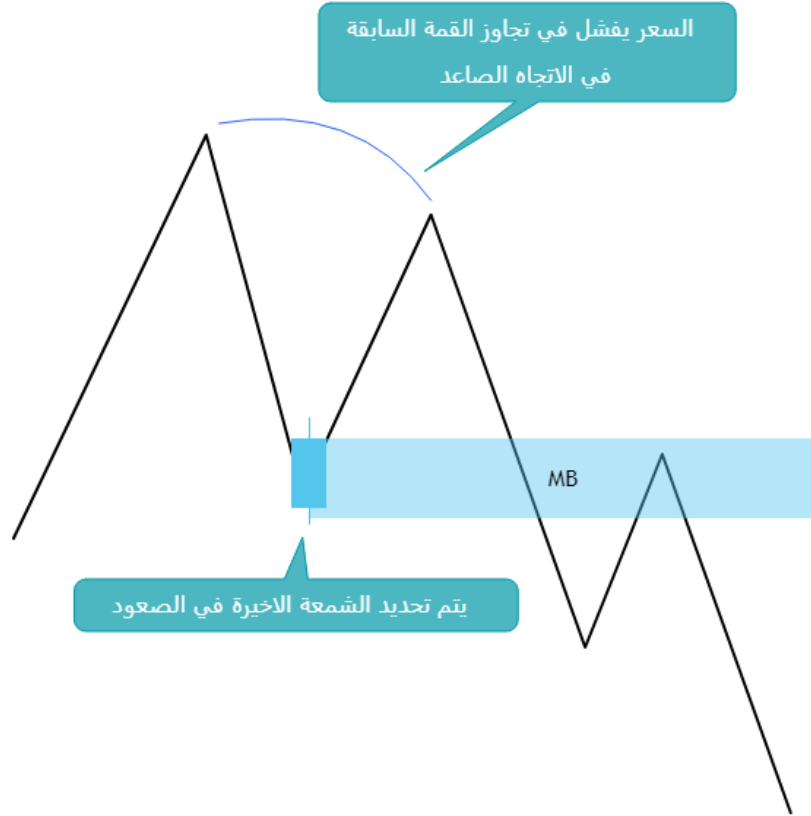 السعر يفشل في تجاوز القمة السابقة
في الاتجاه الصاعد
MB
يتم تحديد الشمعة الاخيرة في الصعود